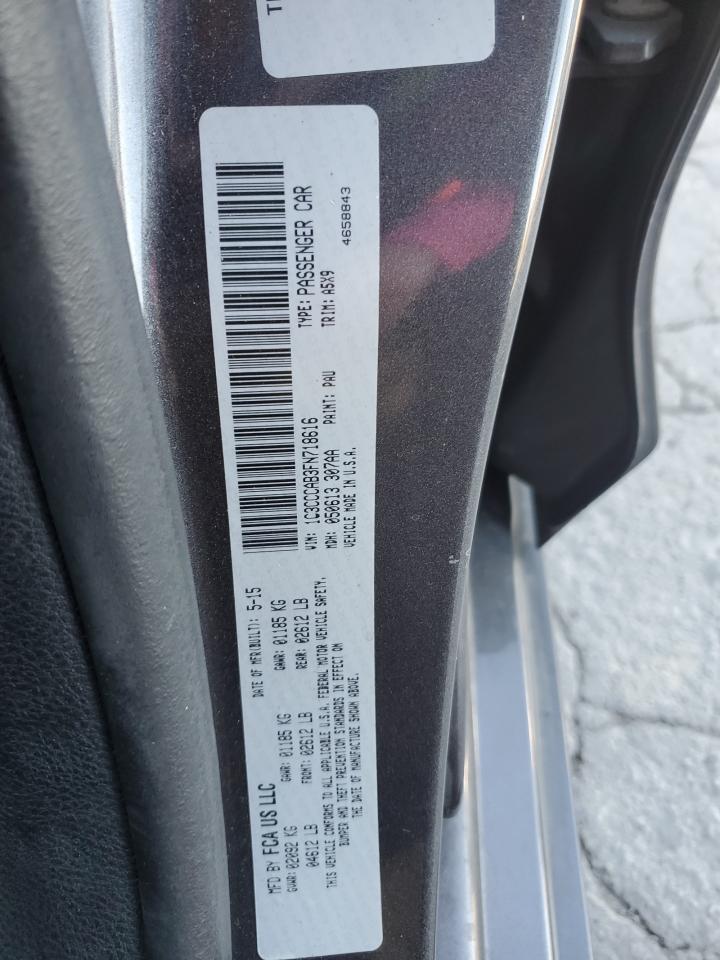 MFD BY FCA US LLC
DATE OF MFR(BUILT): 5-15
GVWR: 02092 KG
GAWR: 01185 KG
GAWR: 01185 KG
04612 LB
FRONT: 02612 LB
REAR: 02612 LB
THIS VEHICLE CONFORMS TO ALL APPLICABLE U.S.A. FEDERAL MOTOR VEHICLE SAFETY,
BUMPER AND THEFT PREVENTION STANDARDS IN EFFECT ON
THE DATE OF MANUFACTURE SHOWN ABOVE.
VIN: 1C3CCCAB3FN718616
TYPE: PASSENGER CAR
MDH: 050613 307AA
PAINT: PAU
TRIM: A5X9
VEHICLE MADE IN U.S.A.
4658843